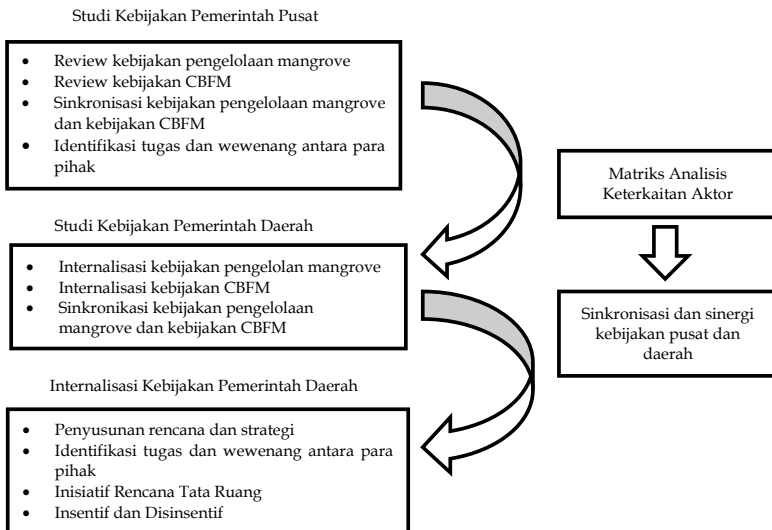 Studi Kebijakan Pemerintah Pusat
• Review kebijakan pengelolaan mangrove
• Review kebijakan CBFM
• Sinkronisasi kebijakan pengelolaan mangrove
dan kebijakan CBFM
• Identifikasi tugas dan wewenang antara para
pihak
Studi Kebijakan Pemerintah Daerah
• Internalisasi kebijakan pengelolan mangrove
• Internalisasi kebijakan CBFM
• Sinkronikasi kebijakan pengelolaan
mangrove dan kebijakan CBFM
Internalisasi Kebijakan Pemerintah Daerah
• Penyusunan rencana dan strategi
• Identifikasi tugas dan wewenang antara para
pihak
• Inisiatif Rencana Tata Ruang
• Insentif dan Disinsentif
Matriks Analisis
Keterkaitan Aktor
Sinkronisasi dan sinergi
kebijakan pusat dan
daerah